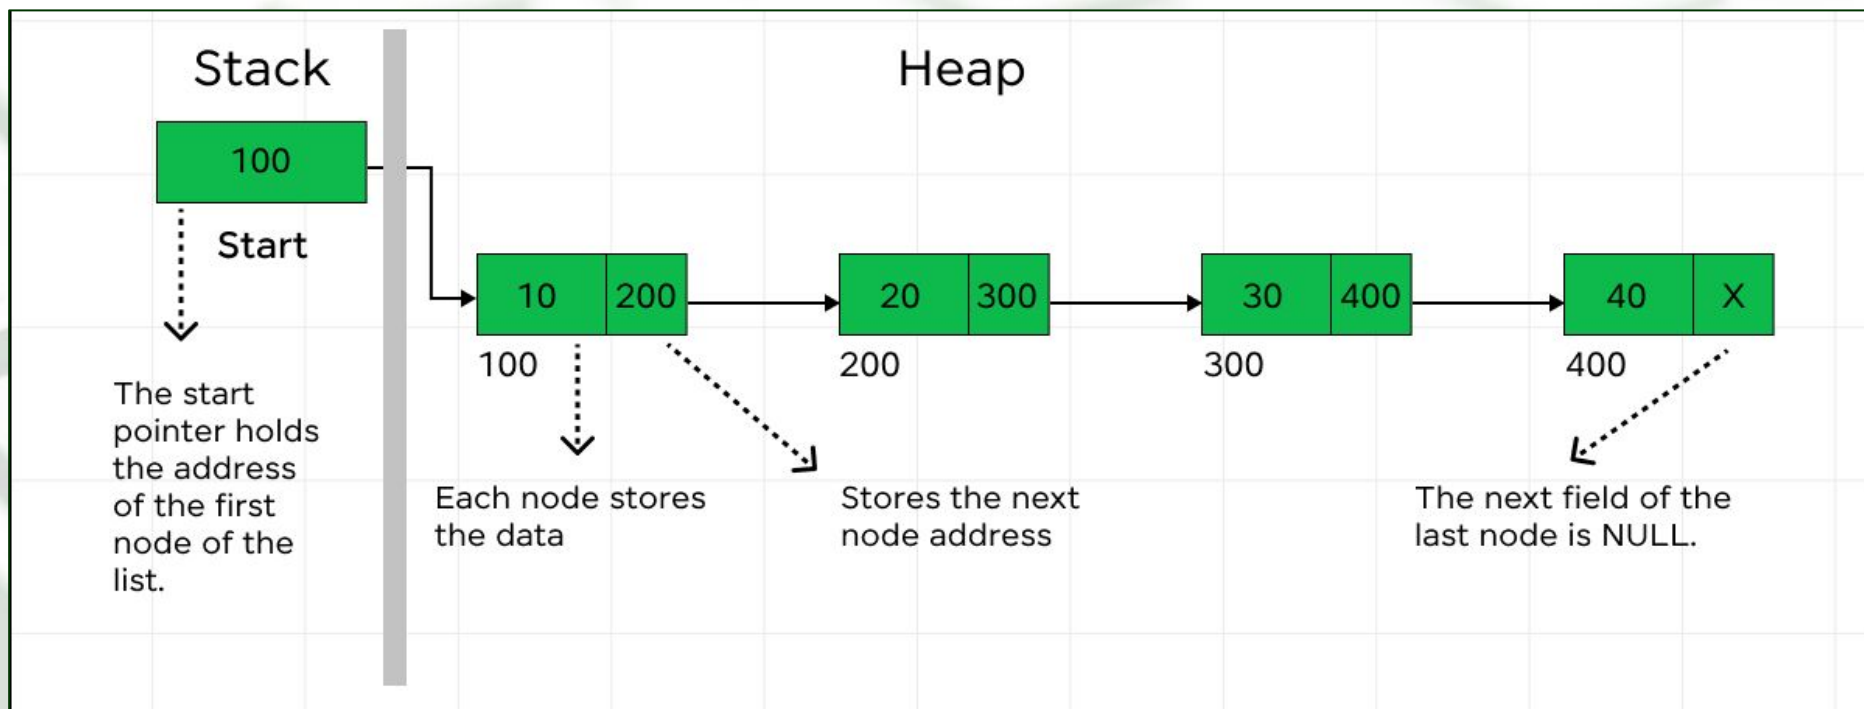 Stack
Heap
100
Start
10 200
20 300
30 400
40 X
100
200
300
400
The start
pointer holds
the address
of the first
node of the
list.
Each node stores
the data
Stores the next
node address
The next field of the
last node is NULL.